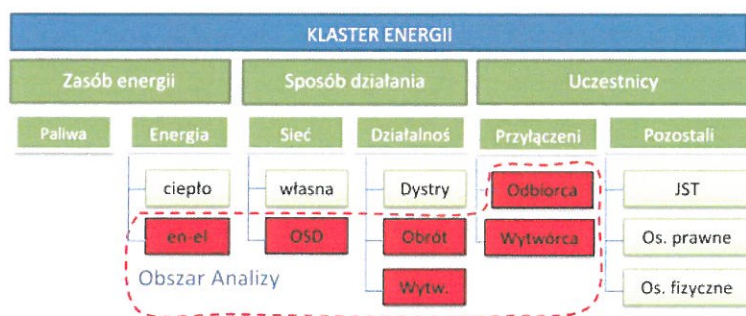 KLASTER ENERGII
Zasób energii Sposób działania Uczestnicy
Paliwa Energia Sieć Działalnoś Przyłączeni Pozostali
ciepło własna Dystry Odbiorca JST
en-el OSD Obrót Wytwórca Os. prawne
Obszar Analizy Wytw. Os. fizyczne